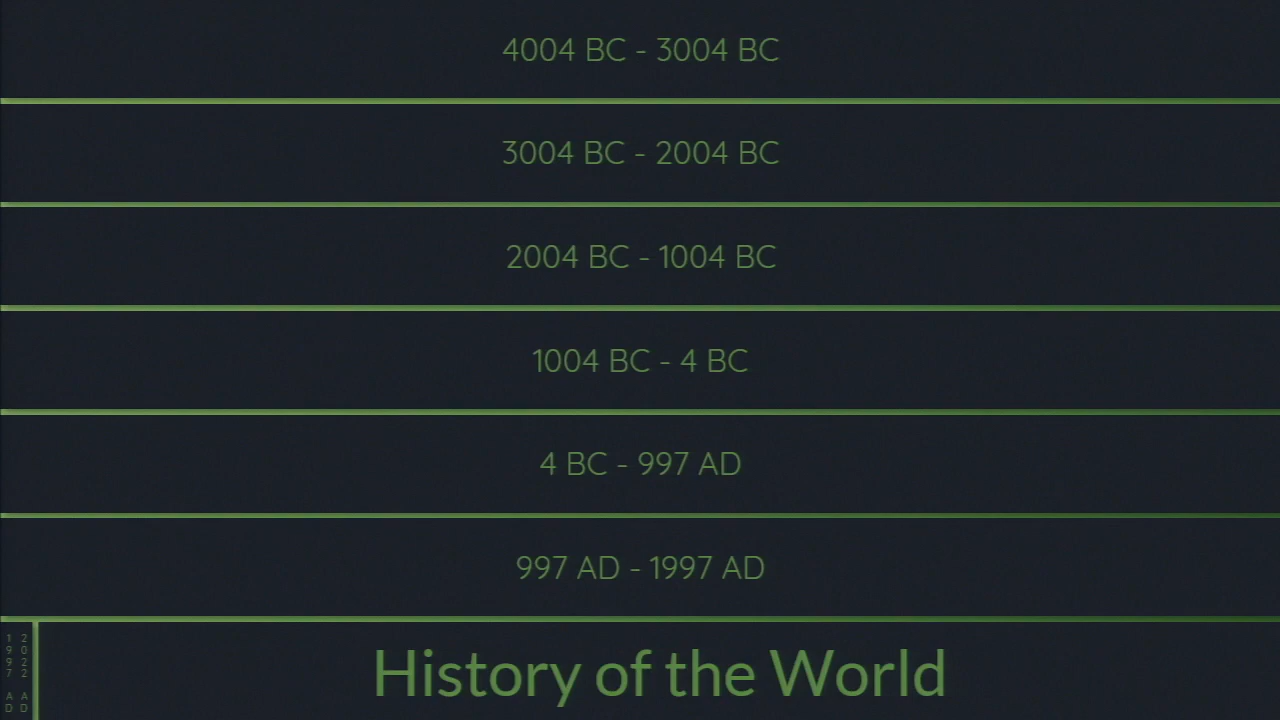 4004 BC - 3004 BC
3004 BC - 2004 BC
2004 BC - 1004 BC
1004 BC - 4 BC
4 BC - 997 AD
997 AD - 1997 AD
1997 AD
2022 AD
History of the World